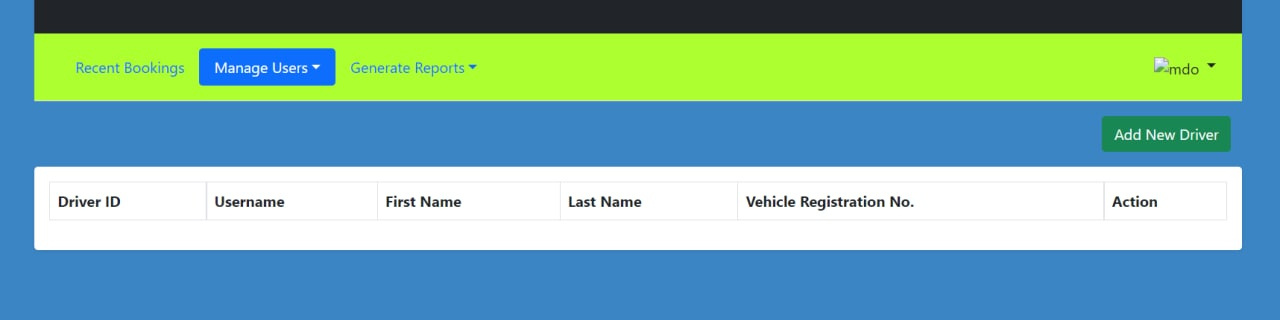 Recent Bookings Manage Users Generate Reports mdo
Add New Driver
Driver ID Username First Name Last Name Vehicle Registration No. Action